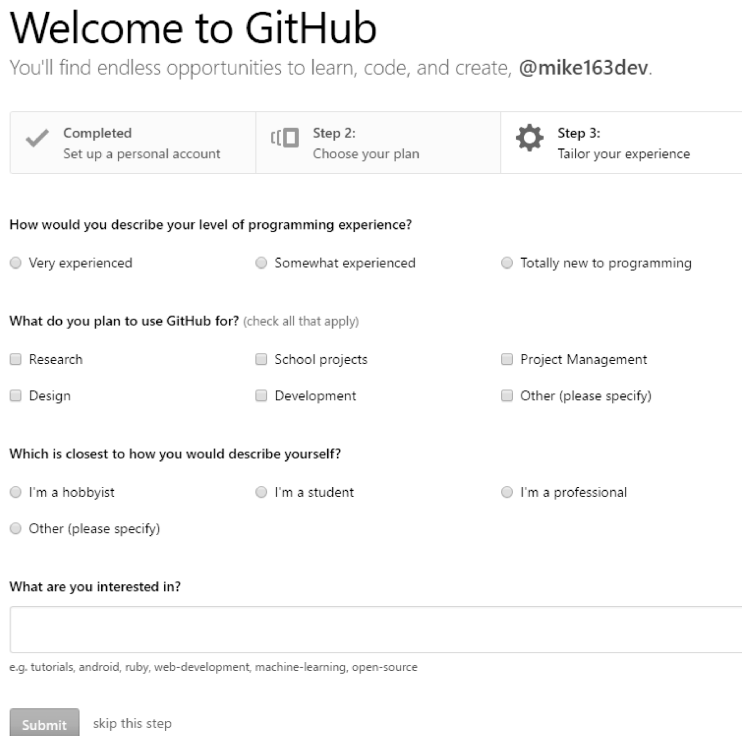 Welcome to GitHub
You'll find endless opportunities to learn, code, and create, @mike163dev.
Completed
Set up a personal account
Step 2:
Choose your plan
Step 3:
Tailor your experience
How would you describe your level of programming experience?
Very experienced
Somewhat experienced
Totally new to programming
What do you plan to use GitHub for? (check all that apply)
Research
School projects
Project Management
Design
Development
Other (please specify)
Which is closest to how you would describe yourself?
I'm a hobbyist
I'm a student
I'm a professional
Other (please specify)
What are you interested in?
e.g. tutorials, android, ruby, web-development, machine-learning, open-source
Submit
skip this step